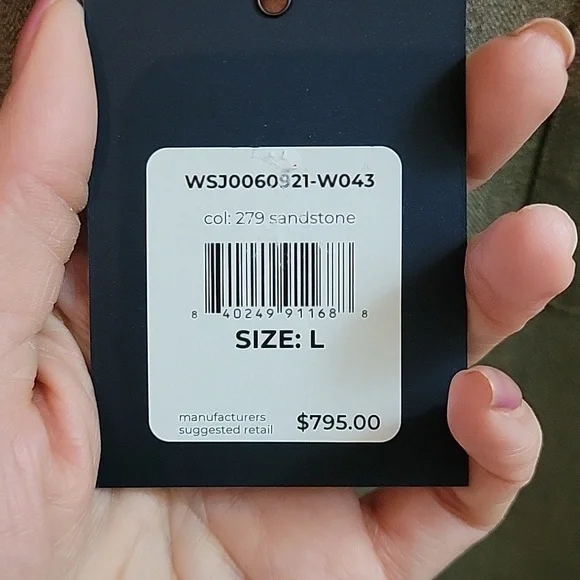 WSJ0060921-W043
col: 279 sandstone
8 40249 91168 8
SIZE: L
manufacturers
suggested retail $795.00